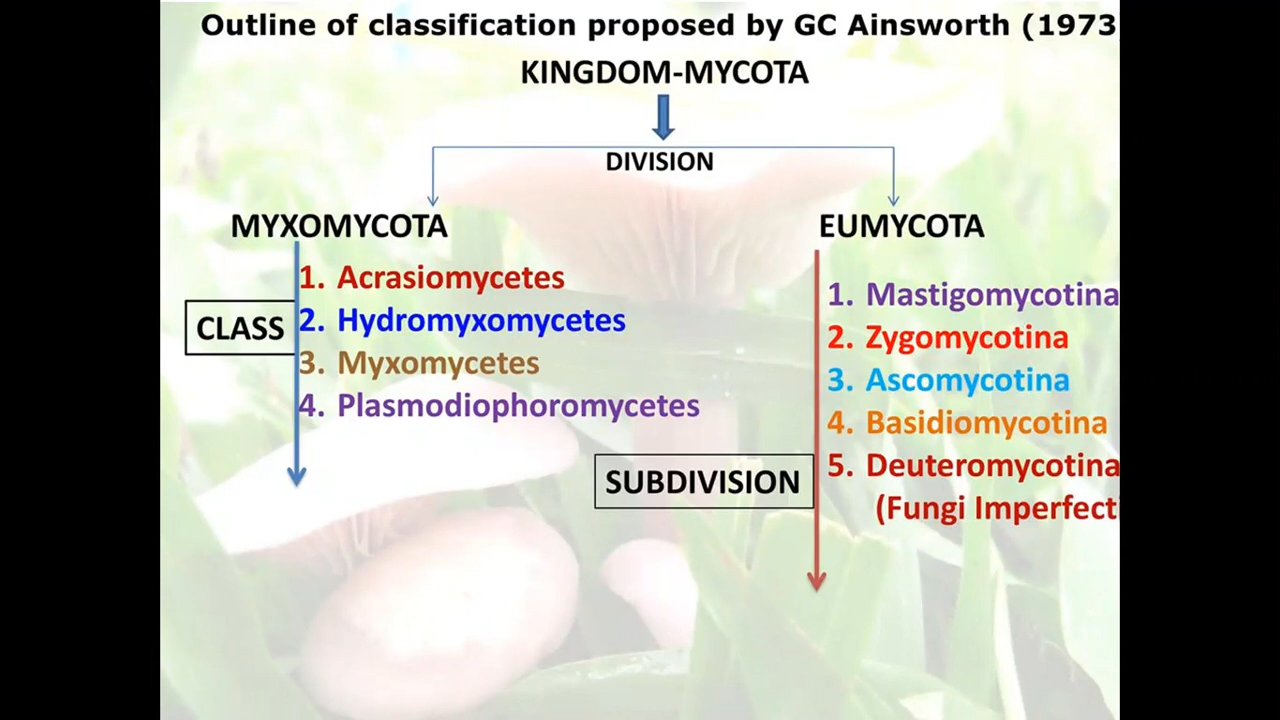 Outline of classification proposed by GC Ainsworth (1973
KINGDOM-MYCOTA
DIVISION
MYXOMYCOTA
EUMYCOTA
CLASS
1. Acrasiomycetes
2. Hydromyxomycetes
3. Myxomycetes
4. Plasmodiophoromycetes
SUBDIVISION
1. Mastigomycotina
2. Zygomycotina
3. Ascomycotina
4. Basidiomycotina
5. Deuteromycotina
(Fungi Imperfecti